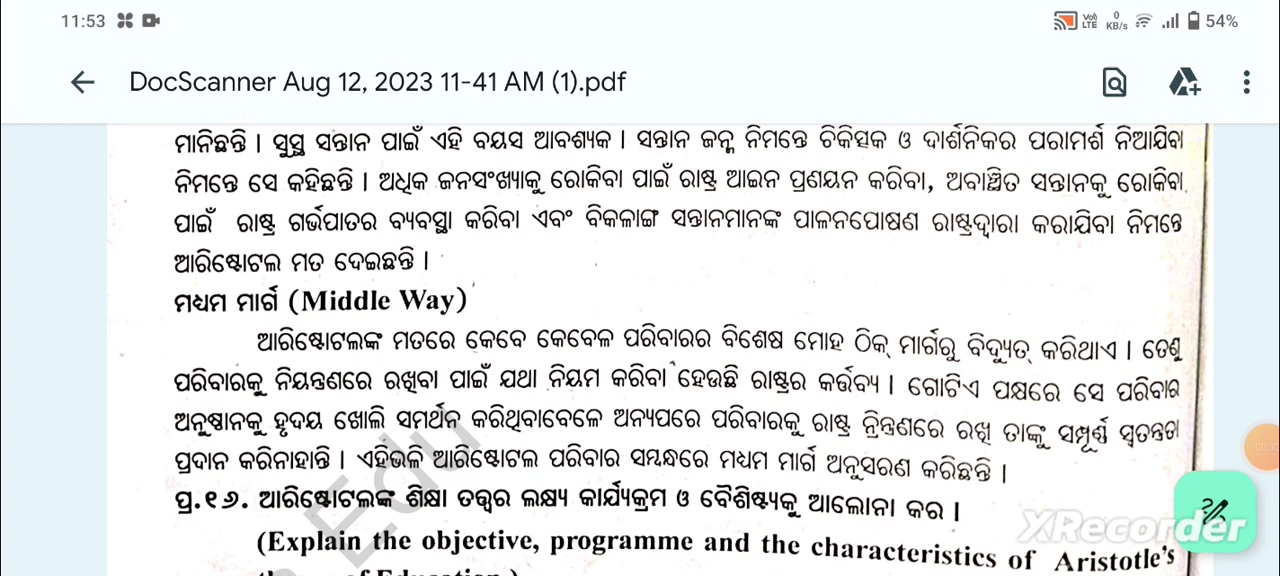 11:53 Vo) LTE 0 KB/s 54%
DocScanner Aug 12, 2023 11-41 AM (1).pdf
ମାନିଛନ୍ତି । ସୁସ୍ଥ ସନ୍ତାନ ପାଇଁ ଏହି ବୟସ ଆବଶ୍ୟକ । ସନ୍ତାନ ଜନ୍ମ ନିମନ୍ତେ ଚିକିତ୍ସକ ଓ ଦାର୍ଶନିକର ପରାମର୍ଶ ନିଆଯିବା
ନିମନ୍ତେ ସେ କହିଛନ୍ତି । ଅଧିକ ଜନସଂଖ୍ୟାକୁ ରୋକିବା ପାଇଁ ରାଷ୍ଟ୍ର ଆଇନ ପ୍ରଣୟନ କରିବା, ଅବାଞ୍ଛିତ ସନ୍ତାନକୁ ରୋକିବା
ପାଇଁ ରାଷ୍ଟ୍ର ଗର୍ଭପାତର ବ୍ୟବସ୍ଥା କରିବା ଏବଂ ବିକଳାଙ୍ଗ ସନ୍ତାନମାନଙ୍କ ପାଳନପୋଷଣ ରାଷ୍ଟ୍ରଦ୍ୱାରା କରାଯିବା ନିମନ୍ତେ
ଆରିଷ୍ଟୋଟଲ ମତ ଦେଇଛନ୍ତି ।
ମଧ୍ୟମ ମାର୍ଗ (Middle Way)
ଆରିଷ୍ଟୋଟଲଙ୍କ ମତରେ କେବେ କେବେଳ ପରିବାରର ବିଶେଷ ମୋହ ଠିକ୍ ମାର୍ଗରୁ ବିଦ୍ୟୁତ୍ କରିଥାଏ । ତେଣୁ
ପରିବାରକୁ ନିୟନ୍ତ୍ରଣରେ ରଖିବା ପାଇଁ ଯଥା ନିୟମ କରିବା ହେଉଛି ରାଷ୍ଟ୍ରର କର୍ତ୍ତବ୍ୟ । ଗୋଟିଏ ପକ୍ଷରେ ସେ ପରିବାର
ଅନୁଷ୍ଠାନକୁ ହୃଦୟ ଖୋଲି ସମର୍ଥନ କରିଥିବାବେଳେ ଅନ୍ୟପରେ ପରିବାରକୁ ରାଷ୍ଟ୍ର ନିନ୍ତ୍ରଣରେ ରଖି ତାଙ୍କୁ ସମ୍ପୂର୍ଣ୍ଣ ସ୍ୱତନ୍ତ୍ରତା
ପ୍ରଦାନ କରିନାହାନ୍ତି । ଏହିଭଳି ଆରିଷ୍ଟୋଟଲ ପରିବାର ସମ୍ବନ୍ଧରେ ମଧ୍ୟମ ମାର୍ଗ ଅନୁସରଣ କରିଛନ୍ତି ।
ପ୍ର.୧୬. ଆରିଷ୍ଟୋଟଲଙ୍କ ଶିକ୍ଷା ତତ୍ତ୍ୱର ଲକ୍ଷ୍ୟ କାର୍ଯ୍ୟକ୍ରମ ଓ ବୈଶିଷ୍ଟ୍ୟକୁ ଆଲୋନା କର ।
(Explain the objective, programme and the characteristics of Aristotle's
Edu
XRecorder